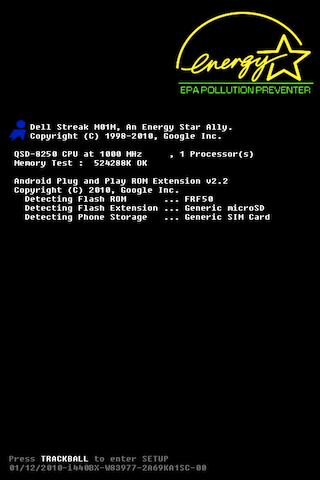 energy
EPA POLLUTION PREVENTER
Dell Streak M01M, An Energy Star Ally.
Copyright (C) 1998-2010, Google Inc.
QSD-8250 CPU at 1000 MHz , 1 Processor(s)
Memory Test : 524288K OK
Android Plug and Play ROM Extension v2.2
Copyright (C) 2010, Google Inc.
Detecting Flash ROM ... FRF50
Detecting Flash Extension ... Generic microSD
Detecting Phone Storage ... Generic SIM Card
Press TRACKBALL to enter SETUP
01/12/2010-i440BX-W83977-2A69KA1SC-00